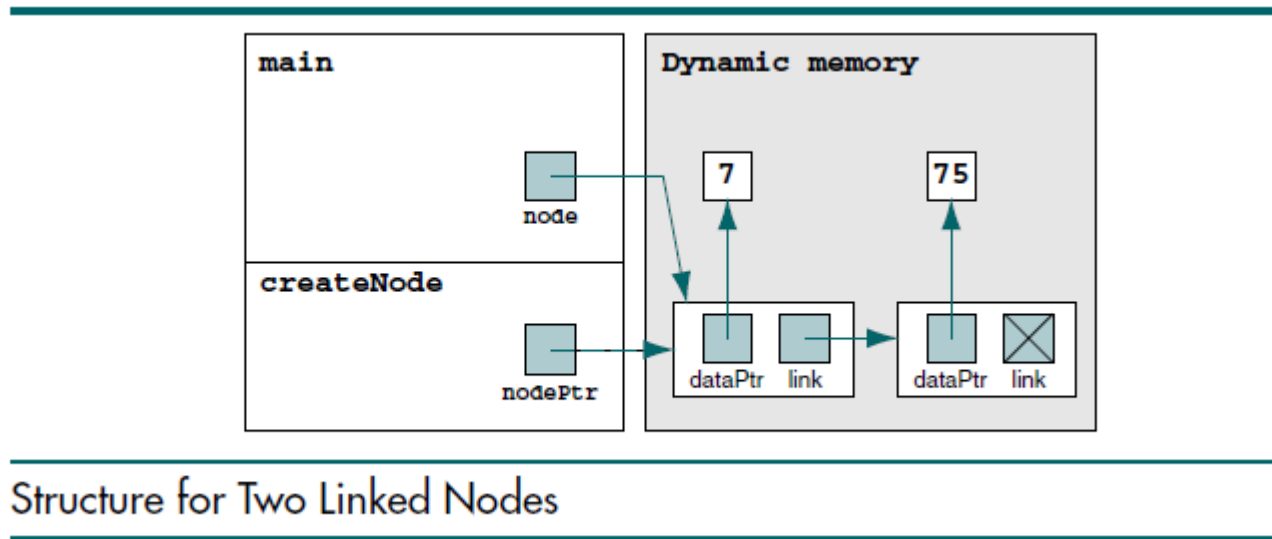 main
Dynamic memory
7
75
node
createNode
dataPtr link
dataPtr link
nodePtr
Structure for Two Linked Nodes